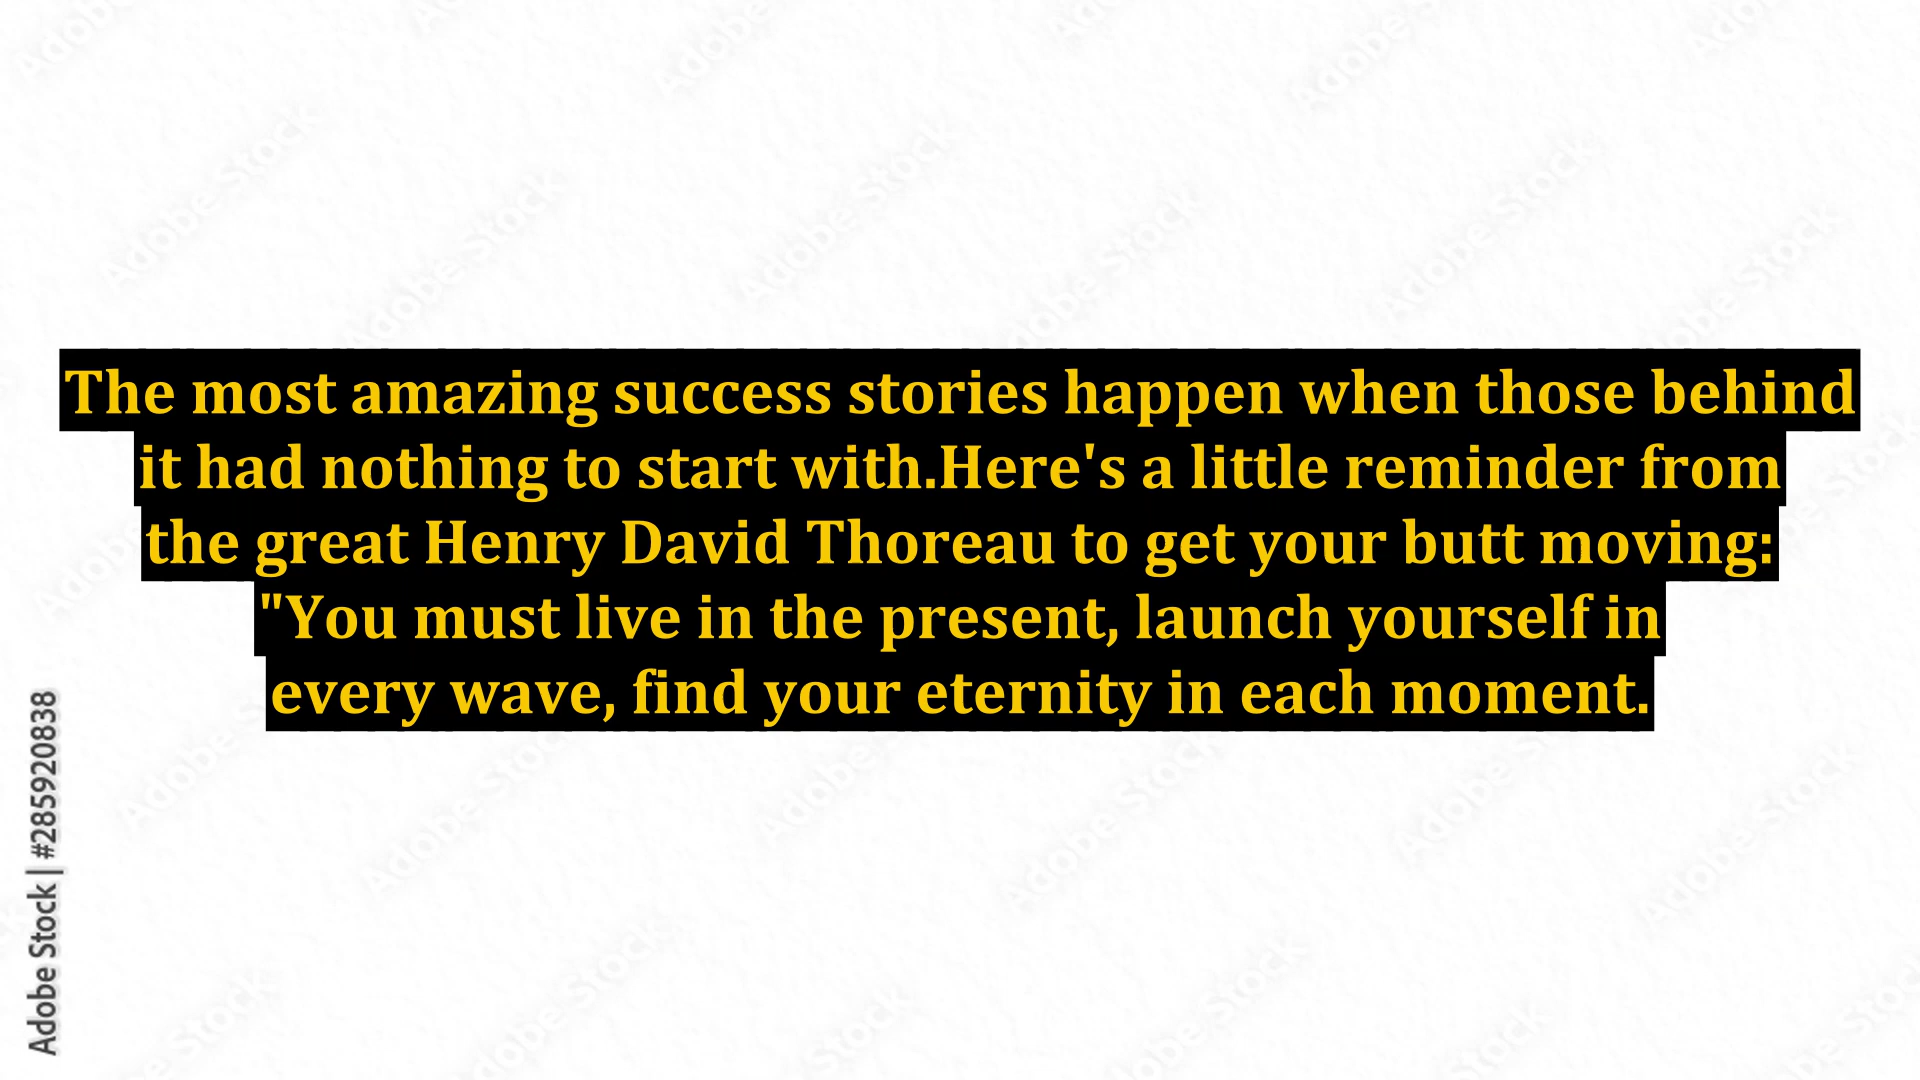 The most amazing success stories happen when those behind
it had nothing to start with.Here's a little reminder from
the great Henry David Thoreau to get your butt moving:
"You must live in the present, launch yourself in
every wave, find your eternity in each moment.
Adobe Stock | #285920838